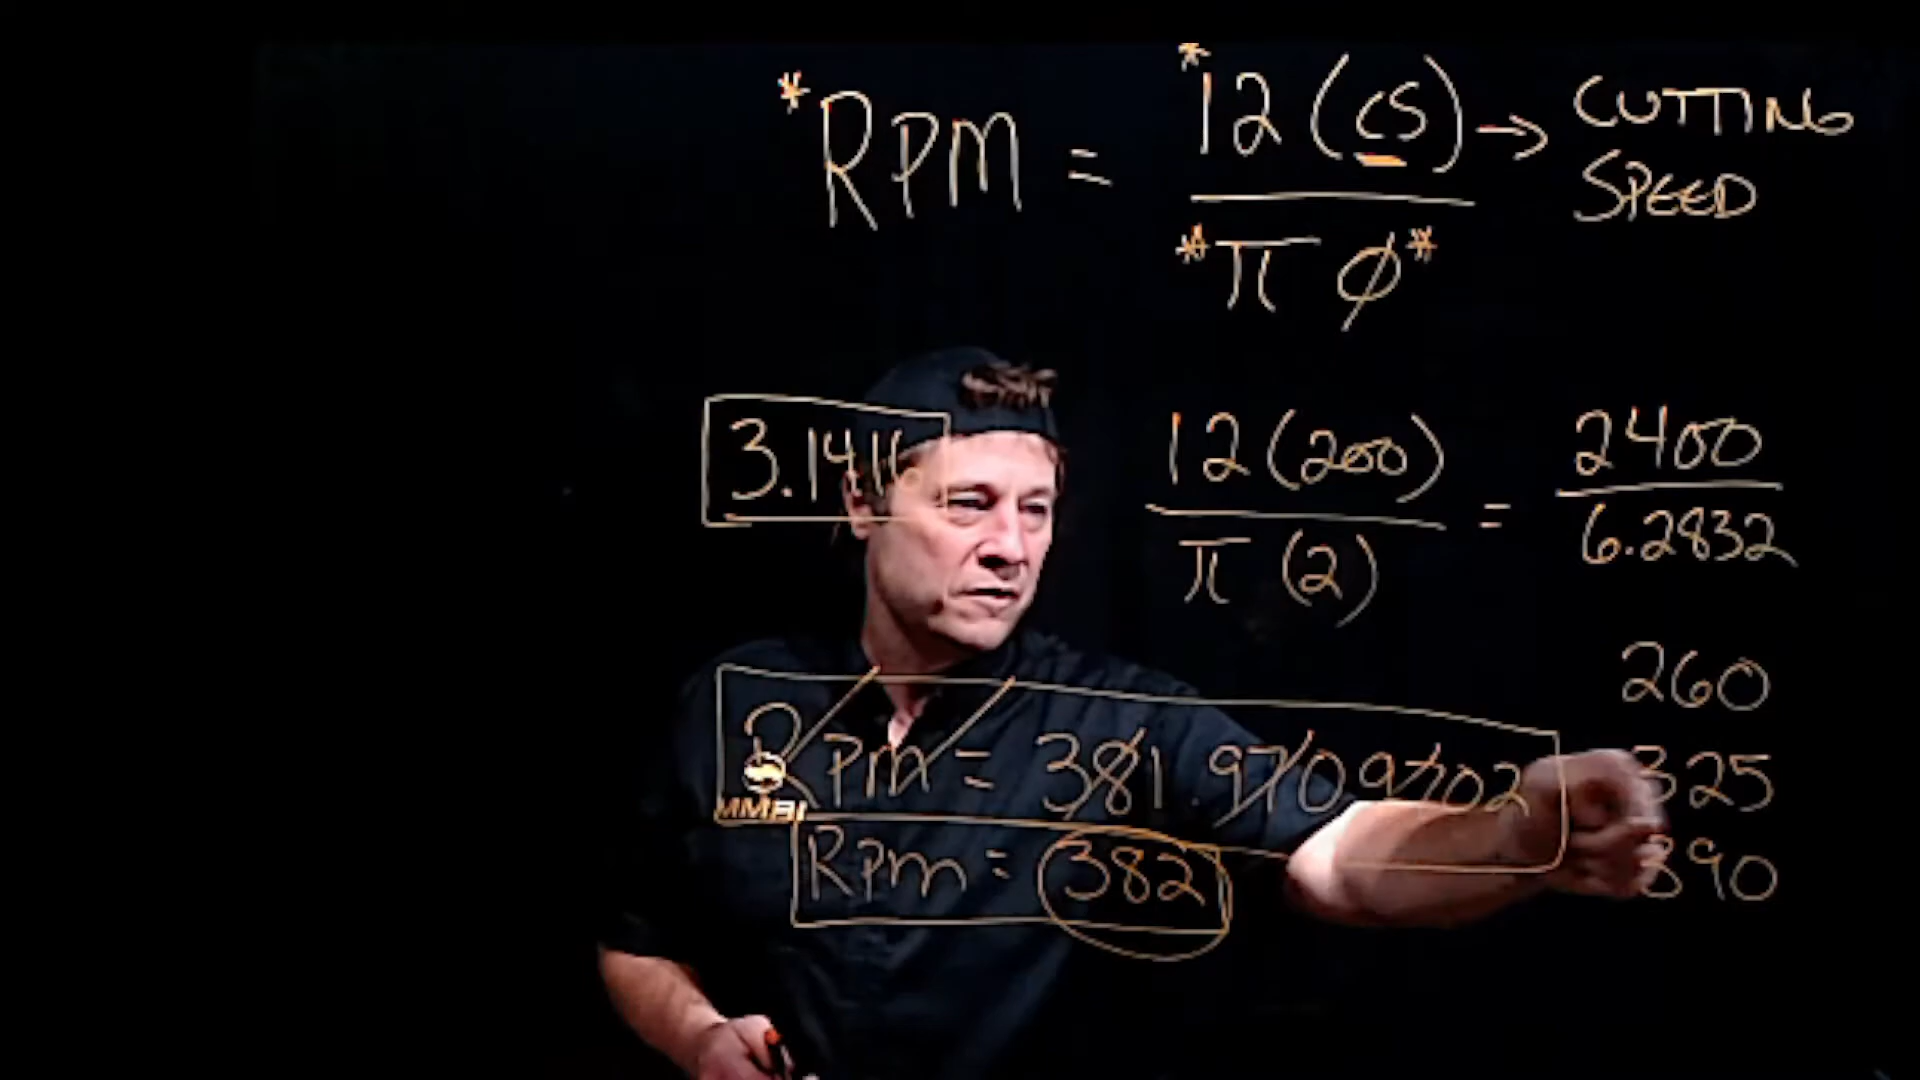 *RPM = *12 (CS) → CUTTING SPEED
*π Ø*
3.1416
12 (200)
π (2)
=
2400
6.2832
260
325
390
RPM = 381.9709702
MMBI
RPM = 382